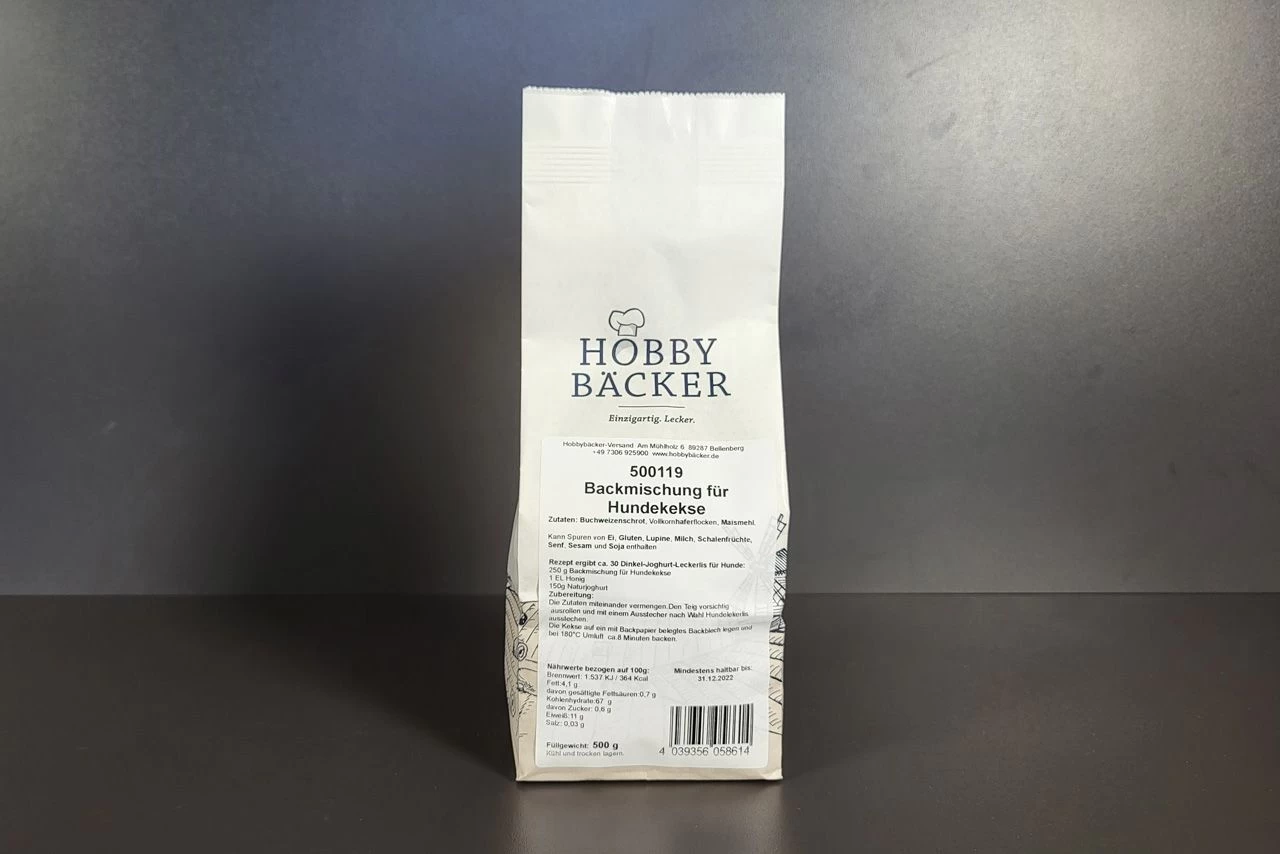 HOBBY
BÄCKER
Einzigartig. Lecker.
Hobbybäcker-Versand Am Mühlholz 6 89287 Bellenberg
+49 7306 925900 www.hobbybäcker.de
500119
Backmischung für
Hundekekse
Zutaten: Buchweizenschrot, Vollkornhaferflocken, Maismehl.
Kann Spuren von Ei, Gluten, Lupine, Milch, Schalenfrüchte,
Senf, Sesam und Soja enthalten
Rezept ergibt ca. 30 Dinkel-Joghurt-Leckerlis für Hunde:
250 g Backmischung für Hundekekse
1 EL Honig
150g Naturjoghurt
Zubereitung:
Die Zutaten miteinander vermengen.Den Teig vorsichtig
ausrollen und mit einem Ausstecher nach Wahl Hundelekerlis
ausstechen.
Die Kekse auf ein mit Backpapier belegtes Backblech legen und
bei 180°C Umluft ca.8 Minuten backen.
Nährwerte bezogen auf 100g:
Brennwert: 1.537 KJ / 364 Kcal
Fett:4,1 g
davon gesättigte Fettsäuren:0,7 g
Kohlenhydrate:67 g
davon Zucker: 0,6 g
Eiweiß:11 g
Salz: 0,03 g
Mindestens haltbar bis:
31.12.2022
Füllgewicht: 500 g
Kühl und trocken lagern.
4 039356 058614